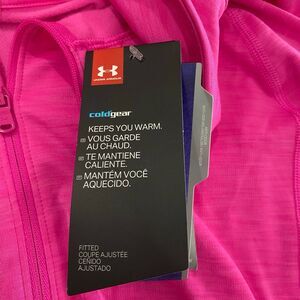 UNDER ARMOUR
coldgear
KEEPS YOU WARM.
VOUS GARDE
AU CHAUD.
TE MANTIENE
CALIENTE.
MANTÉM VOCÊ
AQUECIDO.
FITTED
COUPE AJUSTÉE
CEÑIDO
AJUSTADO